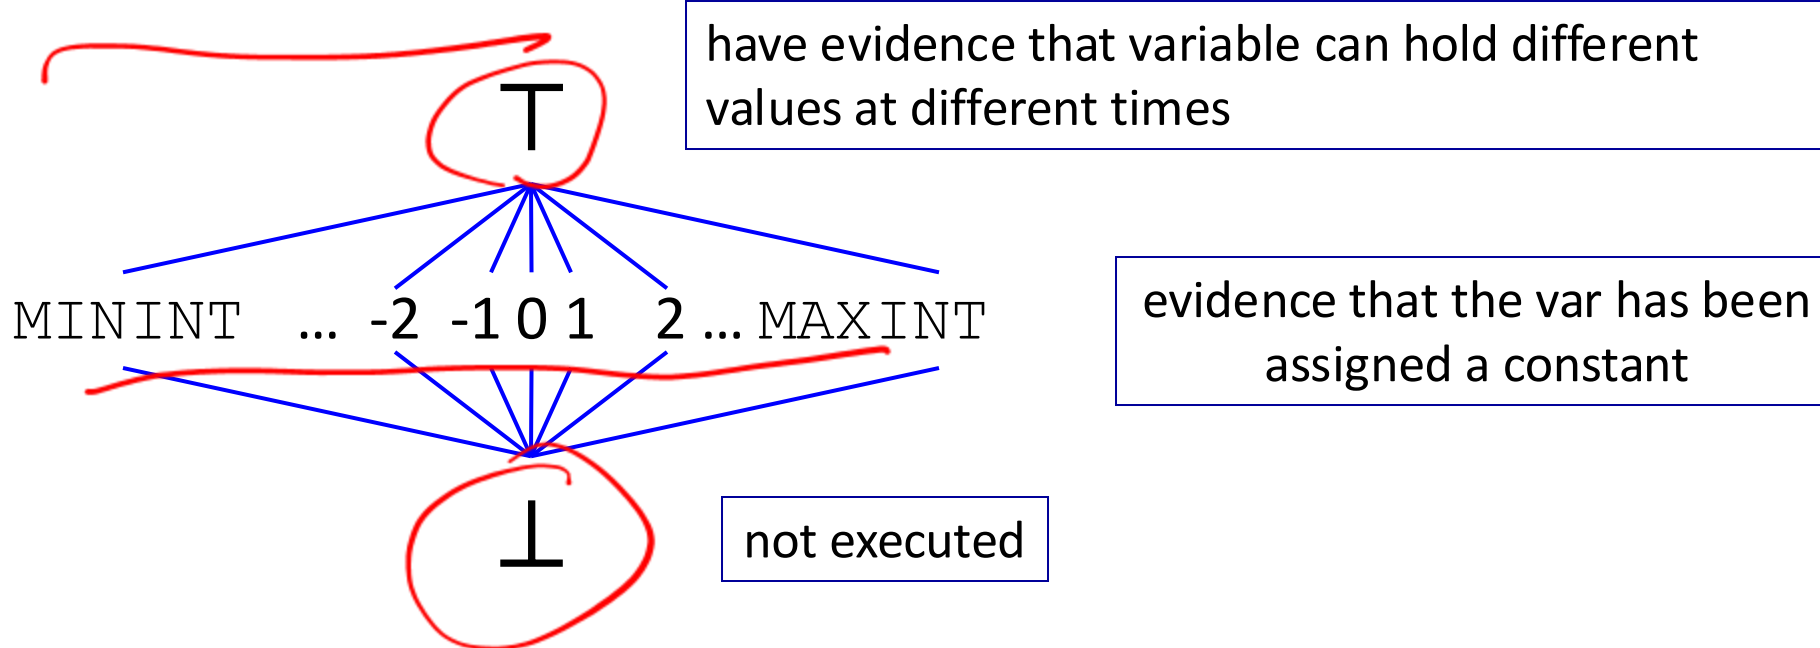 have evidence that variable can hold different
values at different times
⊤
MININT ... -2 -1 0 1 2 ... MAXINT
evidence that the var has been
assigned a constant
⊥
not executed